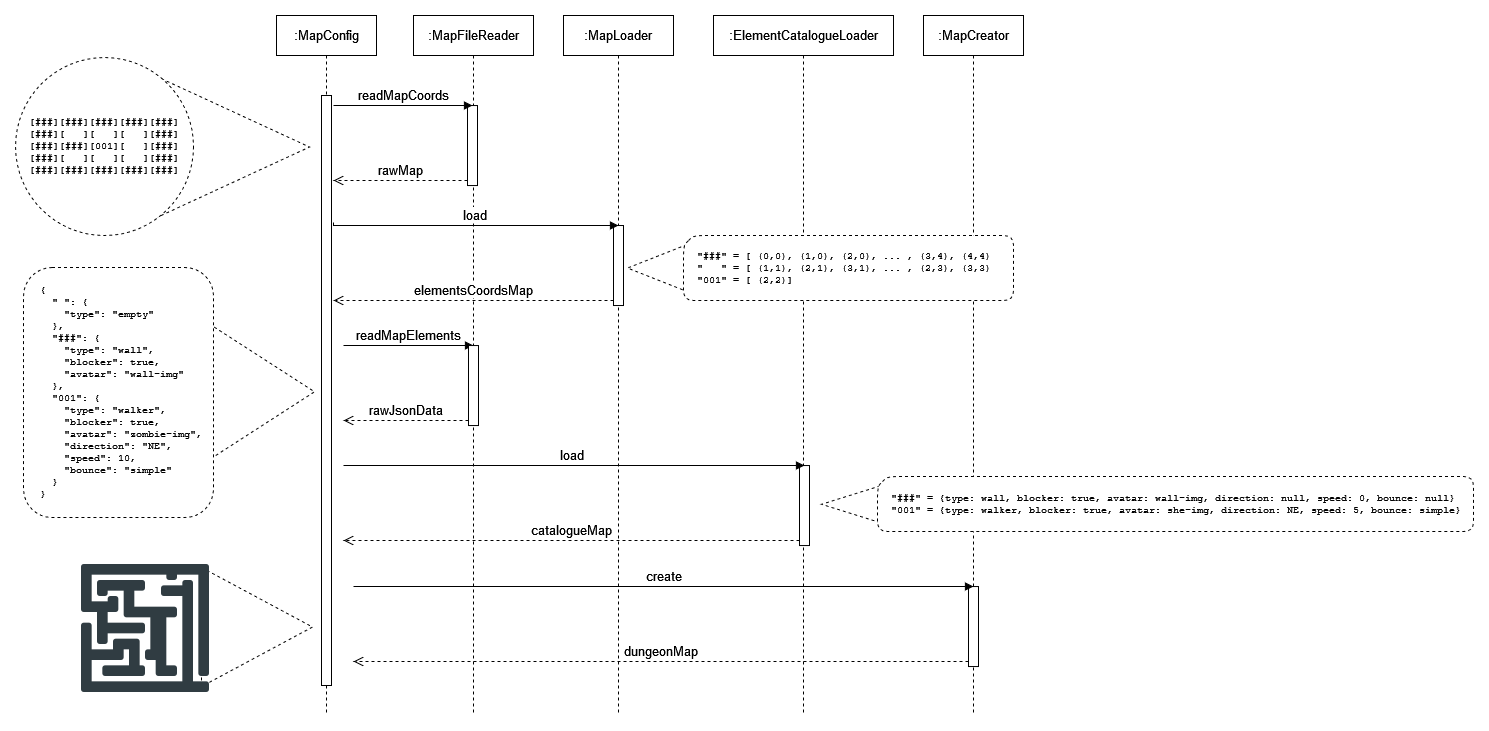 :MapConfig
:MapFileReader
:MapLoader
:ElementCatalogueLoader
:MapCreator
readMapCoords
[###][###][###][###][###]
[###][   ][   ][   ][###]
[###][###][001][   ][###]
[###][   ][   ][   ][###]
[###][###][###][###][###]
rawMap
load
"###" = [ (0,0), (1,0), (2,0), ... , (3,4), (4,4)
"   " = [ (1,1), (2,1), (3,1), ... , (2,3), (3,3)
"001" = [ (2,2)]
elementsCoordsMap
{
  " ": {
    "type": "empty"
  },
  "###": {
    "type": "wall",
    "blocker": true,
    "avatar": "wall-img"
  },
  "001": {
    "type": "walker",
    "blocker": true,
    "avatar": "zombie-img",
    "direction": "NE",
    "speed": 10,
    "bounce": "simple"
  }
}
readMapElements
rawJsonData
load
"###" = {type: wall, blocker: true, avatar: wall-img, direction: null, speed: 0, bounce: null}
"001" = {type: walker, blocker: true, avatar: she-img, direction: NE, speed: 5, bounce: simple}
catalogueMap
create
dungeonMap